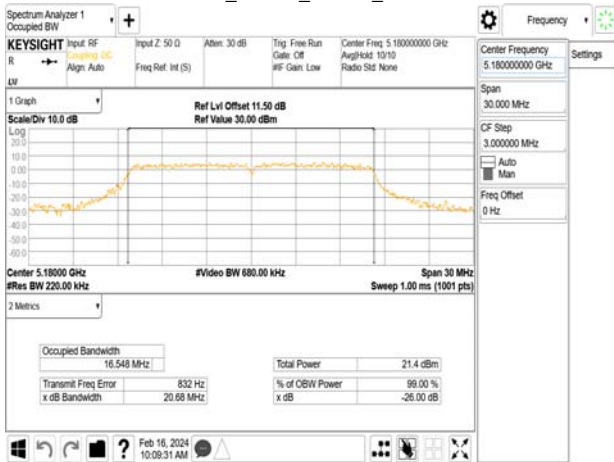 Spectrum Analyzer 1
Occupied BW
Frequency
KEYSIGHT
Input: RF
Coupling: DC
Align: Auto
Input Z: 50 Ω
Freq Ref: Int (S)
Atten: 30 dB
Trig: Free Run
Gate: Off
#IF Gain: Low
Center Freq: 5.180000000 GHz
Avg|Hold: 10/10
Radio Std: None
R
Center Frequency
5.180000000 GHz
Settings
Span
30.000 MHz
CF Step
3.000000 MHz
Auto
Man
Freq Offset
0 Hz
1 Graph
Scale/Div 10.0 dB
Ref Lvl Offset 11.50 dB
Ref Value 30.00 dBm
Log
20.0
10.0
0.00
-10.0
-20.0
-30.0
-40.0
-50.0
-60.0
Center 5.18000 GHz
#Res BW 220.00 kHz
#Video BW 680.00 kHz
Span 30 MHz
Sweep 1.00 ms (1001 pts)
2 Metrics
Occupied Bandwidth
16.548 MHz
Total Power 21.4 dBm
Transmit Freq Error 832 Hz
% of OBW Power 99.00 %
x dB Bandwidth 20.68 MHz
x dB -26.00 dB
Feb 16, 2024
10:09:31 AM